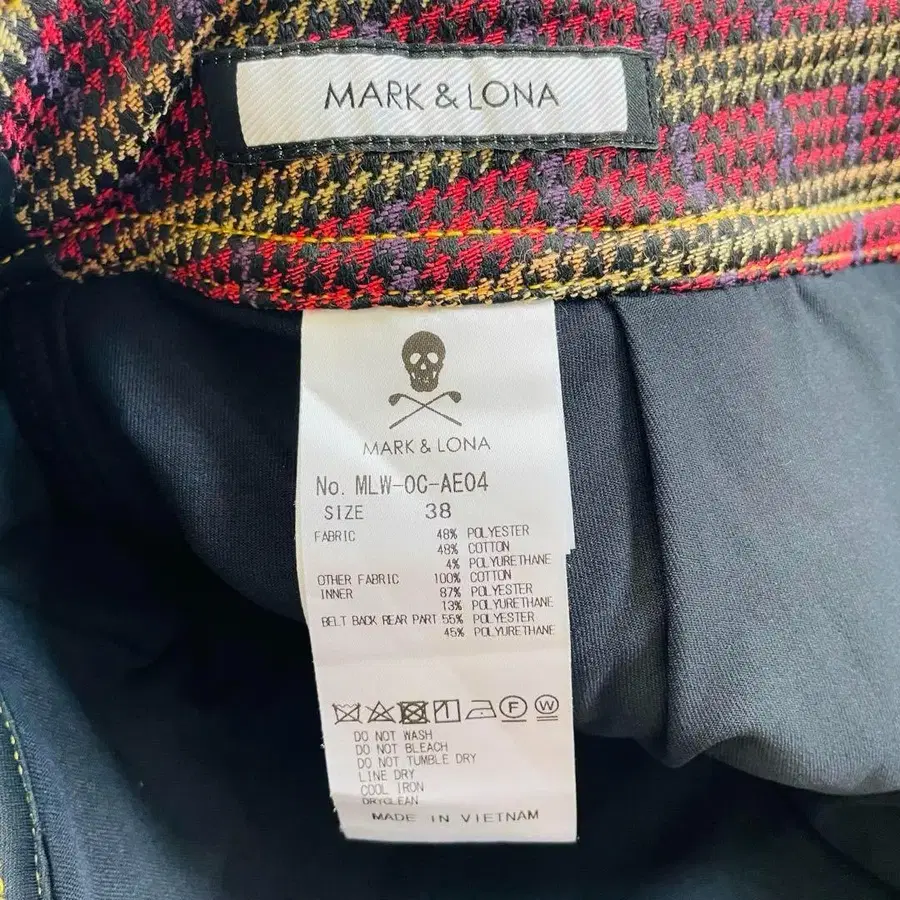 MARK & LONA
MARK & LONA
No. MLW-0C-AE04
SIZE 38
FABRIC 48% POLYESTER
48% COTTON
4% POLYURETHANE
OTHER FABRIC 100% COTTON
INNER 87% POLYESTER
13% POLYURETHANE
BELT BACK REAR PART 55% POLYESTER
45% POLYURETHANE
F W
DO NOT WASH
DO NOT BLEACH
DO NOT TUMBLE DRY
LINE DRY
COOL IRON
DRYCLEAN
MADE IN VIETNAM